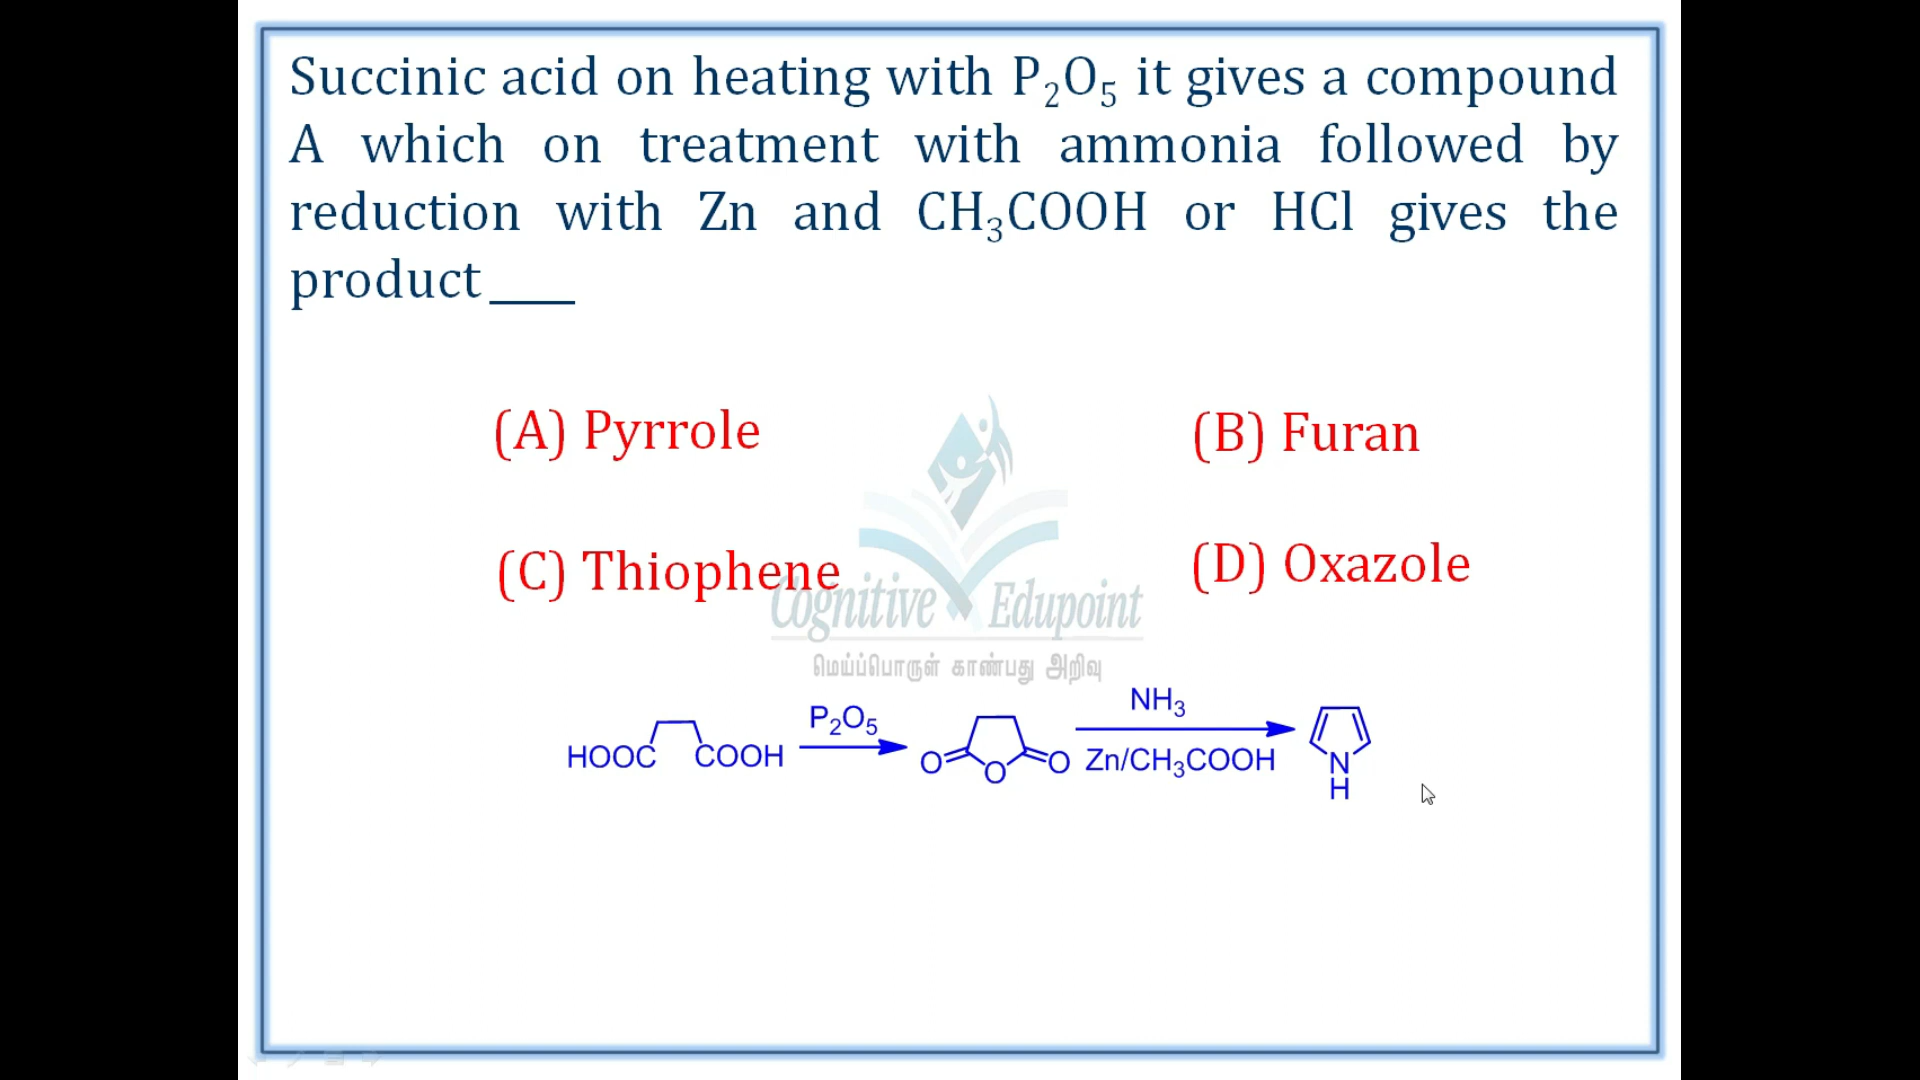 Succinic acid on heating with P₂O₅ it gives a compound
A which on treatment with ammonia followed by
reduction with Zn and CH₃COOH or HCl gives the
product ____
(A) Pyrrole (B) Furan
(C) Thiophene (D) Oxazole
Cognitive Edupoint
மெய்ப்பொருள் காண்பது அறிவு
HOOC COOH P₂O₅ O O O NH₃ Zn/CH₃COOH N H